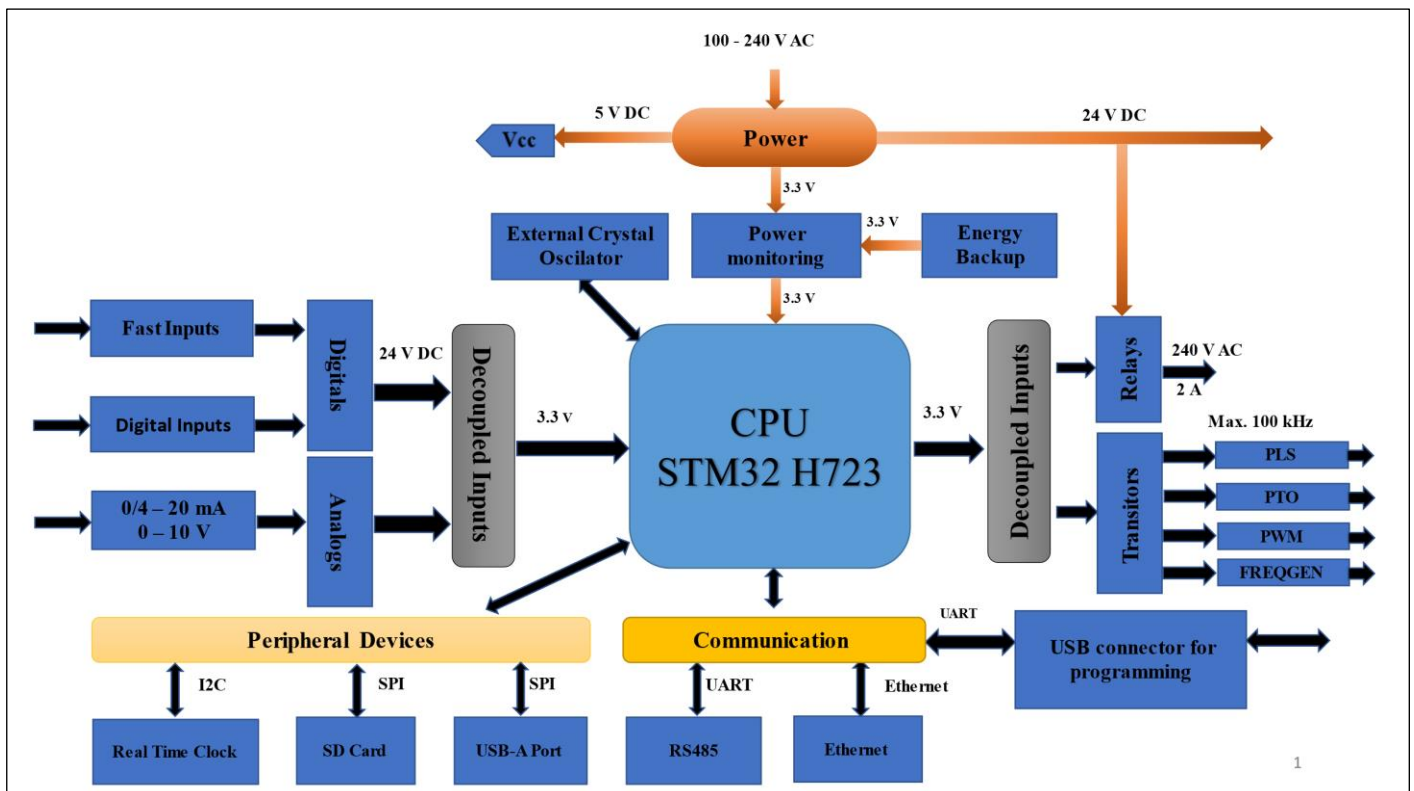 100 - 240 V AC
5 V DC
24 V DC
Vcc
Power
3.3 V
External Crystal
Oscilator
Power
monitoring
3.3 V
Energy
Backup
3.3 V
Fast Inputs
Digital Inputs
0/4 – 20 mA
0 – 10 V
Digitals
Analogs
24 V DC
Decoupled Inputs
3.3 V
CPU
STM32 H723
3.3 V
Decoupled Inputs
Relays
240 V AC
2 A
Transitors
Max. 100 kHz
PLS
PTO
PWM
FREQGEN
Peripheral Devices
Communication
UART
USB connector for
programming
I2C
SPI
SPI
UART
Ethernet
Real Time Clock
SD Card
USB-A Port
RS485
Ethernet
1